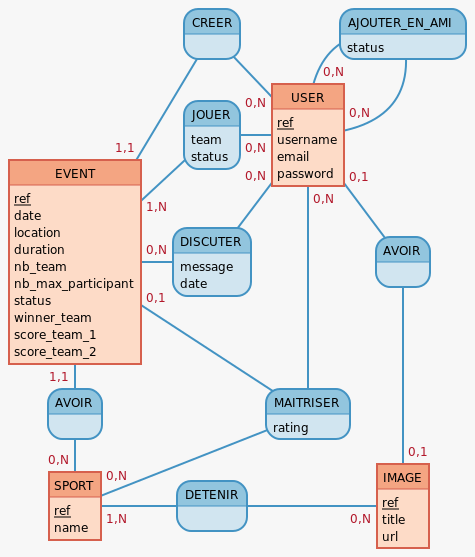 CREER
AJOUTER_EN_AMI
status
0,N
USER
ref
username
email
password
0,N
0,N
JOUER
team
status
0,N
0,N
0,1
0,N
1,1
EVENT
ref
date
location
duration
nb_team
nb_max_participant
status
winner_team
score_team_1
score_team_2
1,N
0,N
0,1
1,1
DISCUTER
message
date
AVOIR
AVOIR
MAITRISER
rating
0,N
0,N
0,1
SPORT
ref
name
1,N
DETENIR
0,N
IMAGE
ref
title
url